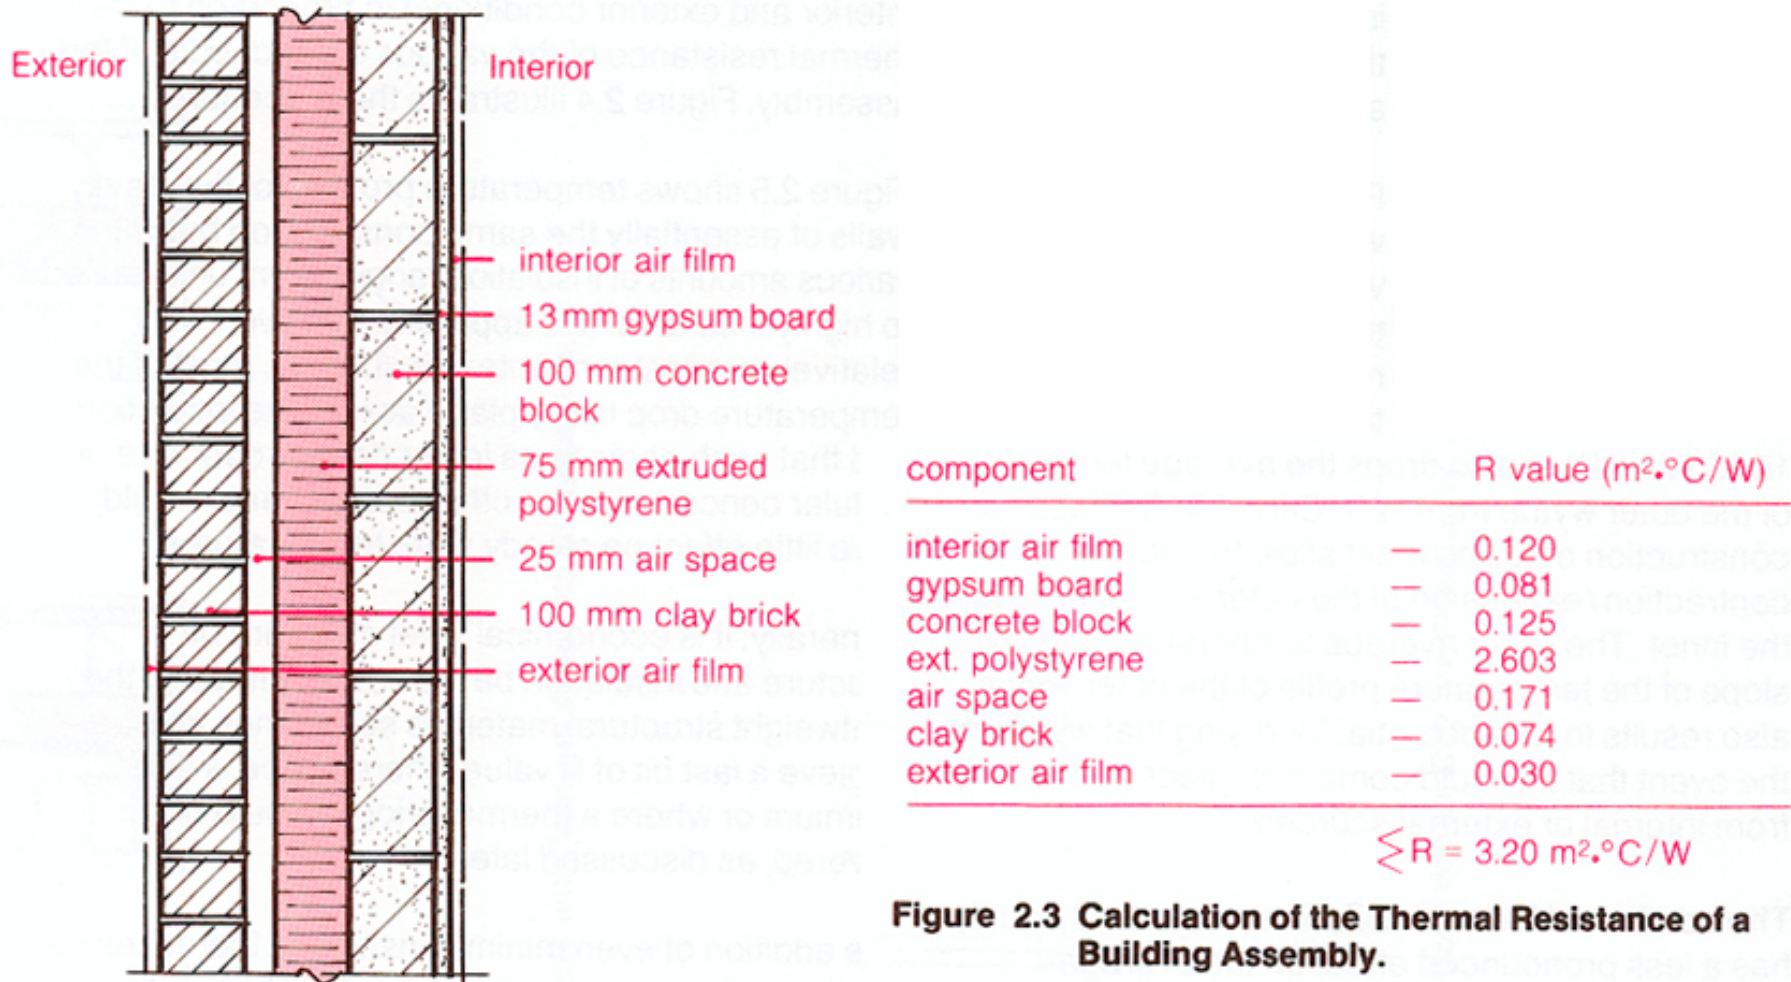 Exterior
Interior
interior air film
13 mm gypsum board
100 mm concrete
block
75 mm extruded
polystyrene
25 mm air space
100 mm clay brick
exterior air film
component R value (m²•°C/W)
interior air film — 0.120
gypsum board — 0.081
concrete block — 0.125
ext. polystyrene — 2.603
air space — 0.171
clay brick — 0.074
exterior air film — 0.030
∑R = 3.20 m²•°C/W
Figure 2.3 Calculation of the Thermal Resistance of a
Building Assembly.